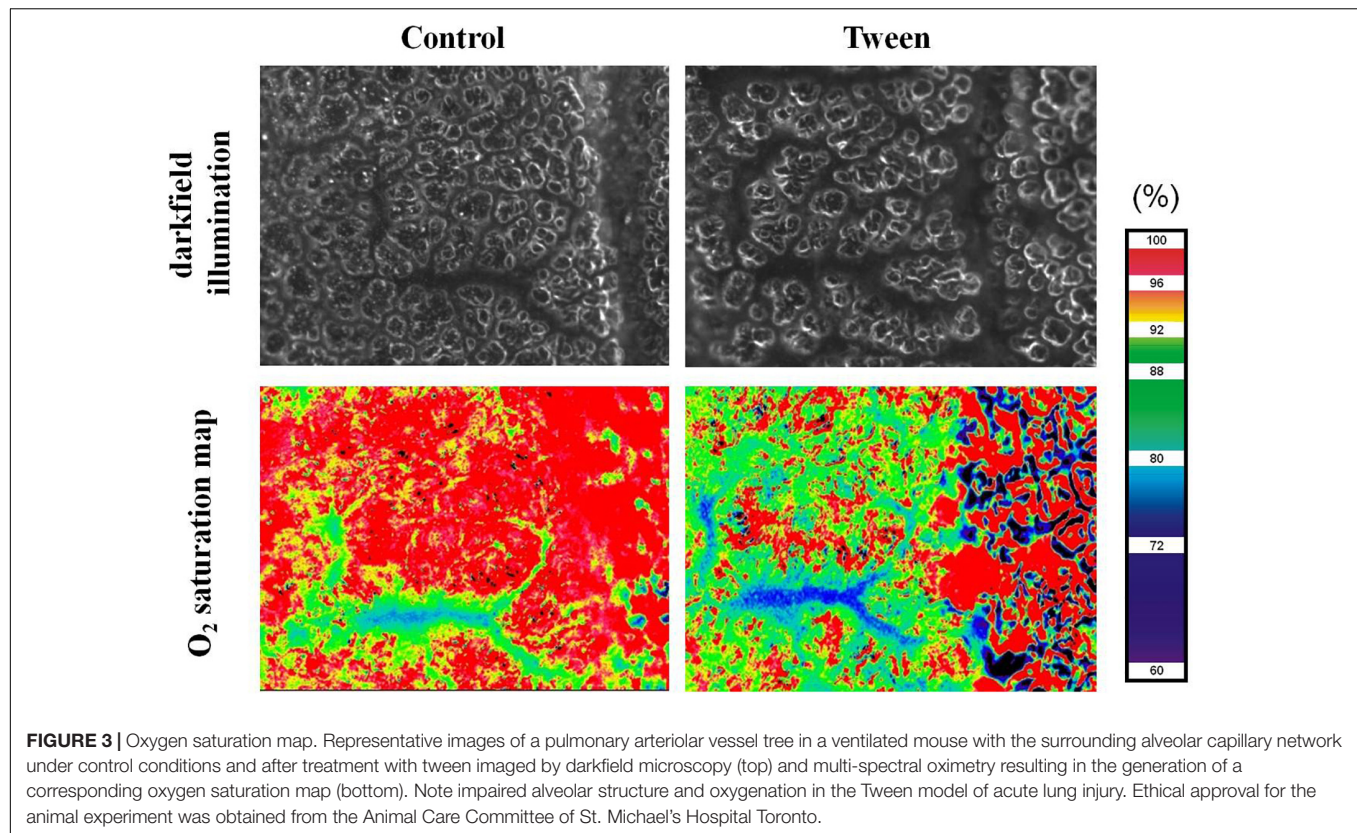 Control
Tween
darkfield
illumination
O₂ saturation map
(%)
100
96
92
88
80
72
60
FIGURE 3 | Oxygen saturation map. Representative images of a pulmonary arteriolar vessel tree in a ventilated mouse with the surrounding alveolar capillary network
under control conditions and after treatment with tween imaged by darkfield microscopy (top) and multi-spectral oximetry resulting in the generation of a
corresponding oxygen saturation map (bottom). Note impaired alveolar structure and oxygenation in the Tween model of acute lung injury. Ethical approval for the
animal experiment was obtained from the Animal Care Committee of St. Michael's Hospital Toronto.